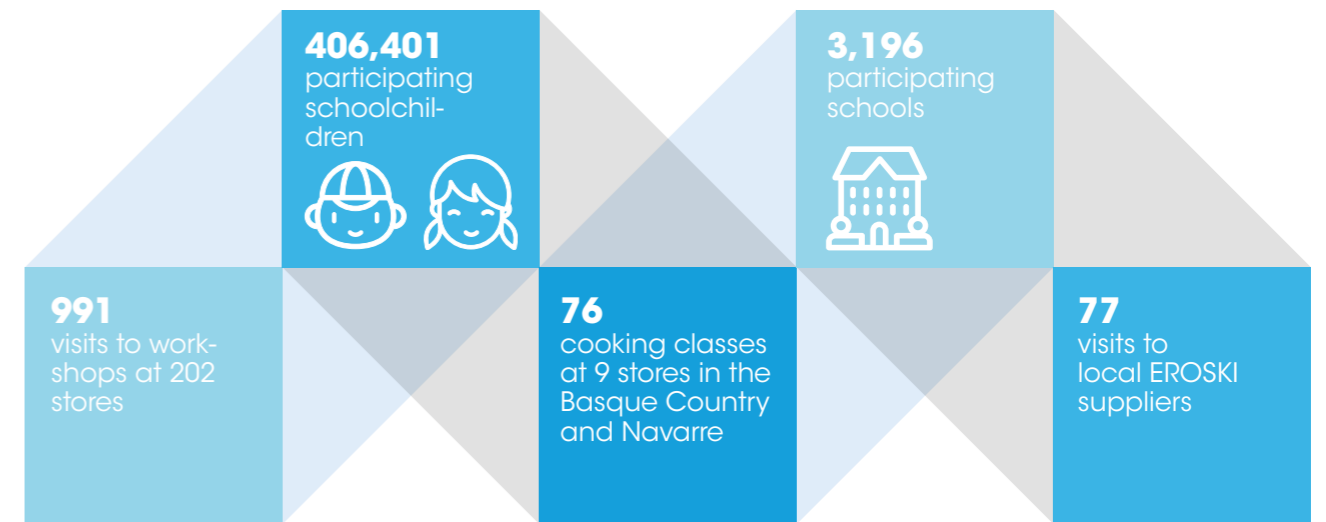 406,401
participating
schoolchil-
dren
3,196
participating
schools
991
visits to work-
shops at 202
stores
76
cooking classes
at 9 stores in the
Basque Country
and Navarre
77
visits to
local EROSKI
suppliers